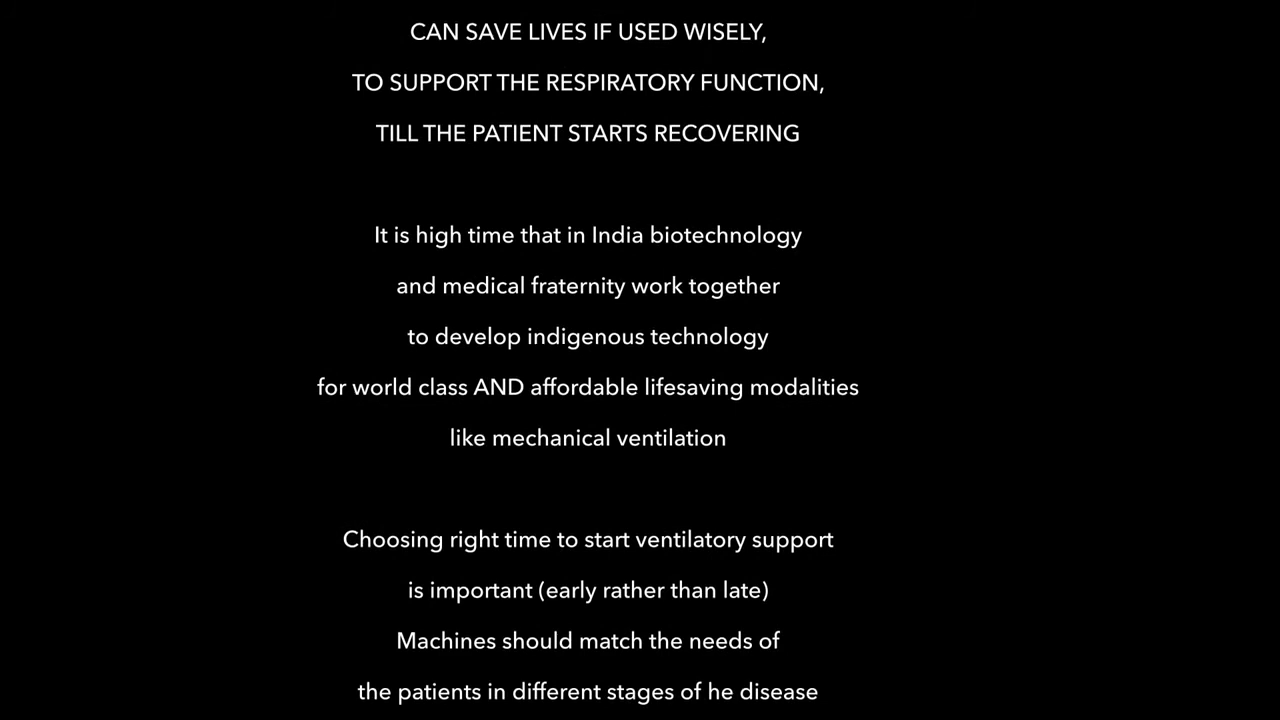 CAN SAVE LIVES IF USED WISELY,
TO SUPPORT THE RESPIRATORY FUNCTION,
TILL THE PATIENT STARTS RECOVERING
It is high time that in India biotechnology
and medical fraternity work together
to develop indigenous technology
for world class AND affordable lifesaving modalities
like mechanical ventilation
Choosing right time to start ventilatory support
is important (early rather than late)
Machines should match the needs of
the patients in different stages of he disease